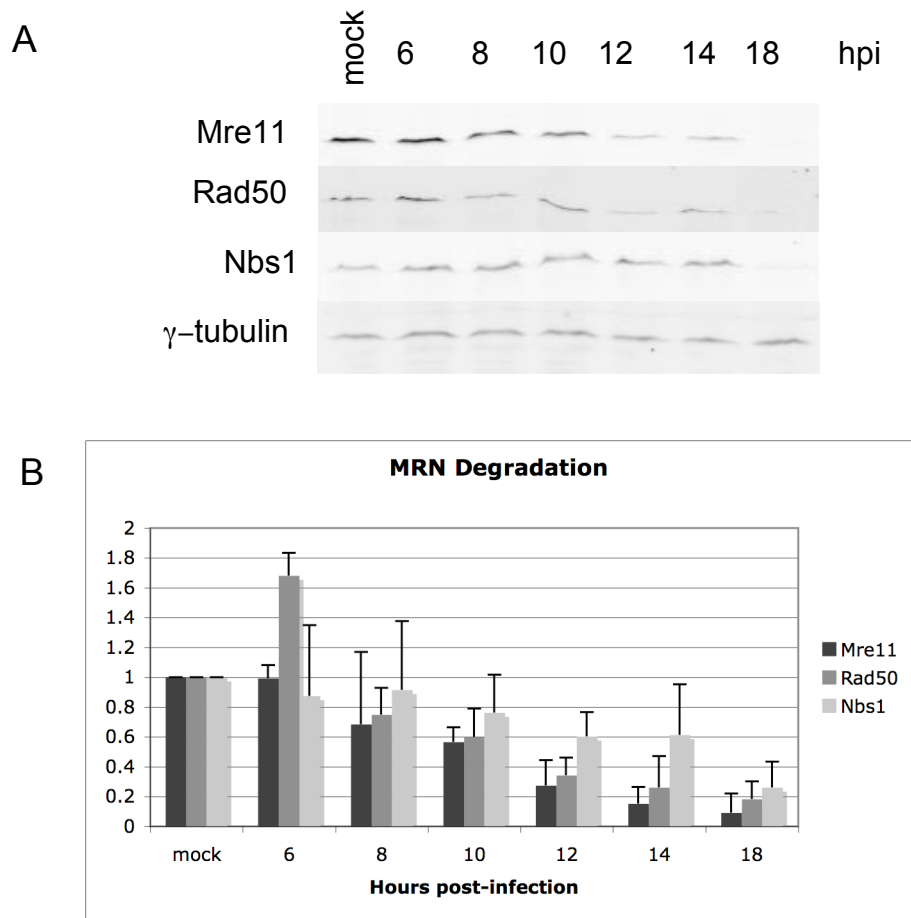 A
mock 6 8 10 12 14 18 hpi
Mre11
Rad50
Nbs1
γ–tubulin
B
MRN Degradation
2
1.8
1.6
1.4
1.2
1
0.8
0.6
0.4
0.2
0
Mre11
Rad50
Nbs1
mock 6 8 10 12 14 18
Hours post-infection